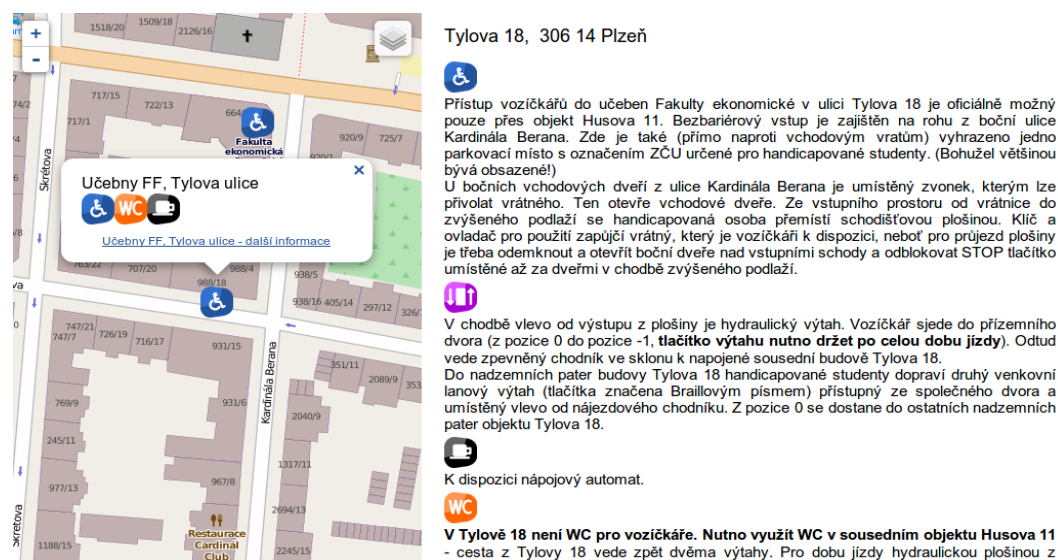 +
-
1518/20
1509/18
2126/16
717/15
722/13
664
717/1
920/9
725/7
Fakulta
ekonomická
Škrétova
Učebny FF, Tylova ulice
×
WC
Učebny FF, Tylova ulice - další informace
763/22
707/20
988/4
988/18
938/5
938/16
405/14
297/12
326/
747/21
747/7
726/19
716/17
931/15
351/11
2089/9
353
769/9
931/6
Kardinála Berana
2040/9
245/11
1317/11
977/13
967/8
2694/13
Restaurace
Cardinál
Club
1188/15
2245/15
Tylova 18, 306 14 Plzeň
Přístup vozíčkářů do učeben Fakulty ekonomické v ulici Tylova 18 je oficiálně možný
pouze přes objekt Husova 11. Bezbariérový vstup je zajištěn na rohu z boční ulice
Kardinála Berana. Zde je také (přímo naproti vchodovým vratům) vyhrazeno jedno
parkovací místo s označením ZČU určené pro handicapované studenty. (Bohužel většinou
bývá obsazené!)
U bočních vchodových dveří z ulice Kardinála Berana je umístěný zvonek, kterým lze
přivolat vrátného. Ten otevře vchodové dveře. Ze vstupního prostoru od vrátnice do
zvýšeného podlaží se handicapovaná osoba přemístí schodišťovou plošinou. Klíč a
ovladač pro použití zapůjčí vrátný, který je vozíčkáři k dispozici, neboť pro průjezd plošiny
je třeba odemknout a otevřít boční dveře nad vstupními schody a odblokovat STOP tlačítko
umístěné až za dveřmi v chodbě zvýšeného podlaží.
V chodbě vlevo od výstupu z plošiny je hydraulický výtah. Vozíčkář sjede do přízemního
dvora (z pozice 0 do pozice -1, tlačítko výtahu nutno držet po celou dobu jízdy). Odtud
vede zpevněný chodník ve sklonu k napojené sousední budově Tylova 18.
Do nadzemních pater budovy Tylova 18 handicapované studenty dopraví druhý venkovní
lanový výtah (tlačítka značena Braillovým písmem) přístupný ze společného dvora a
umístěný vlevo od nájezdového chodníku. Z pozice 0 se dostane do ostatních nadzemních
pater objektu Tylova 18.
K dispozici nápojový automat.
WC
V Tylově 18 není WC pro vozíčkáře. Nutno využít WC v sousedním objektu Husova 11
- cesta z Tylovy 18 vede zpět dvěma výtahy. Pro dobu jízdy hydraulickou plošinou z